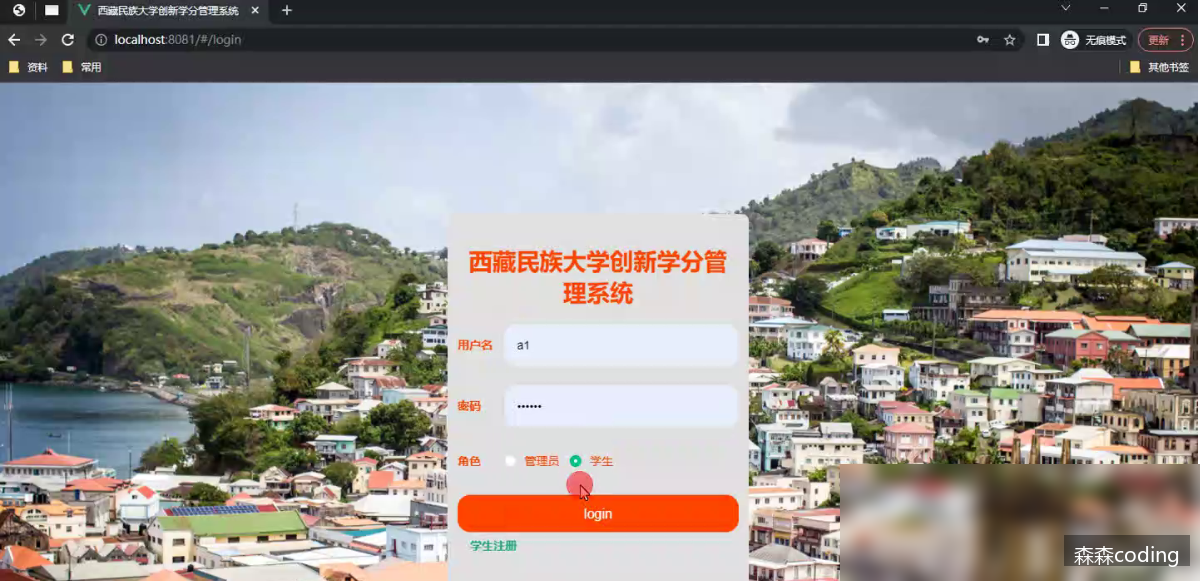 西藏民族大学创新学分管理系统
localhost:8081/#/login
无痕模式
更新
资料
常用
其他书签
西藏民族大学创新学分管
理系统
用户名
a1
密码
••••••
角色
管理员
学生
login
学生注册
森森coding